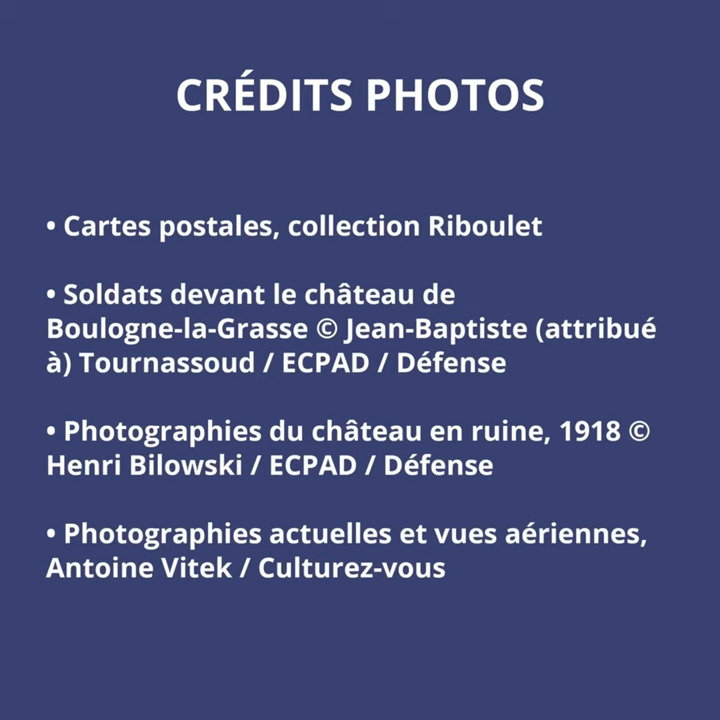 CRÉDITS PHOTOS
• Cartes postales, collection Riboulet
• Soldats devant le château de
Boulogne-la-Grasse © Jean-Baptiste (attribué
à) Tournassoud / ECPAD / Défense
• Photographies du château en ruine, 1918 ©
Henri Bilowski / ECPAD / Défense
• Photographies actuelles et vues aériennes,
Antoine Vitek / Culturez-vous